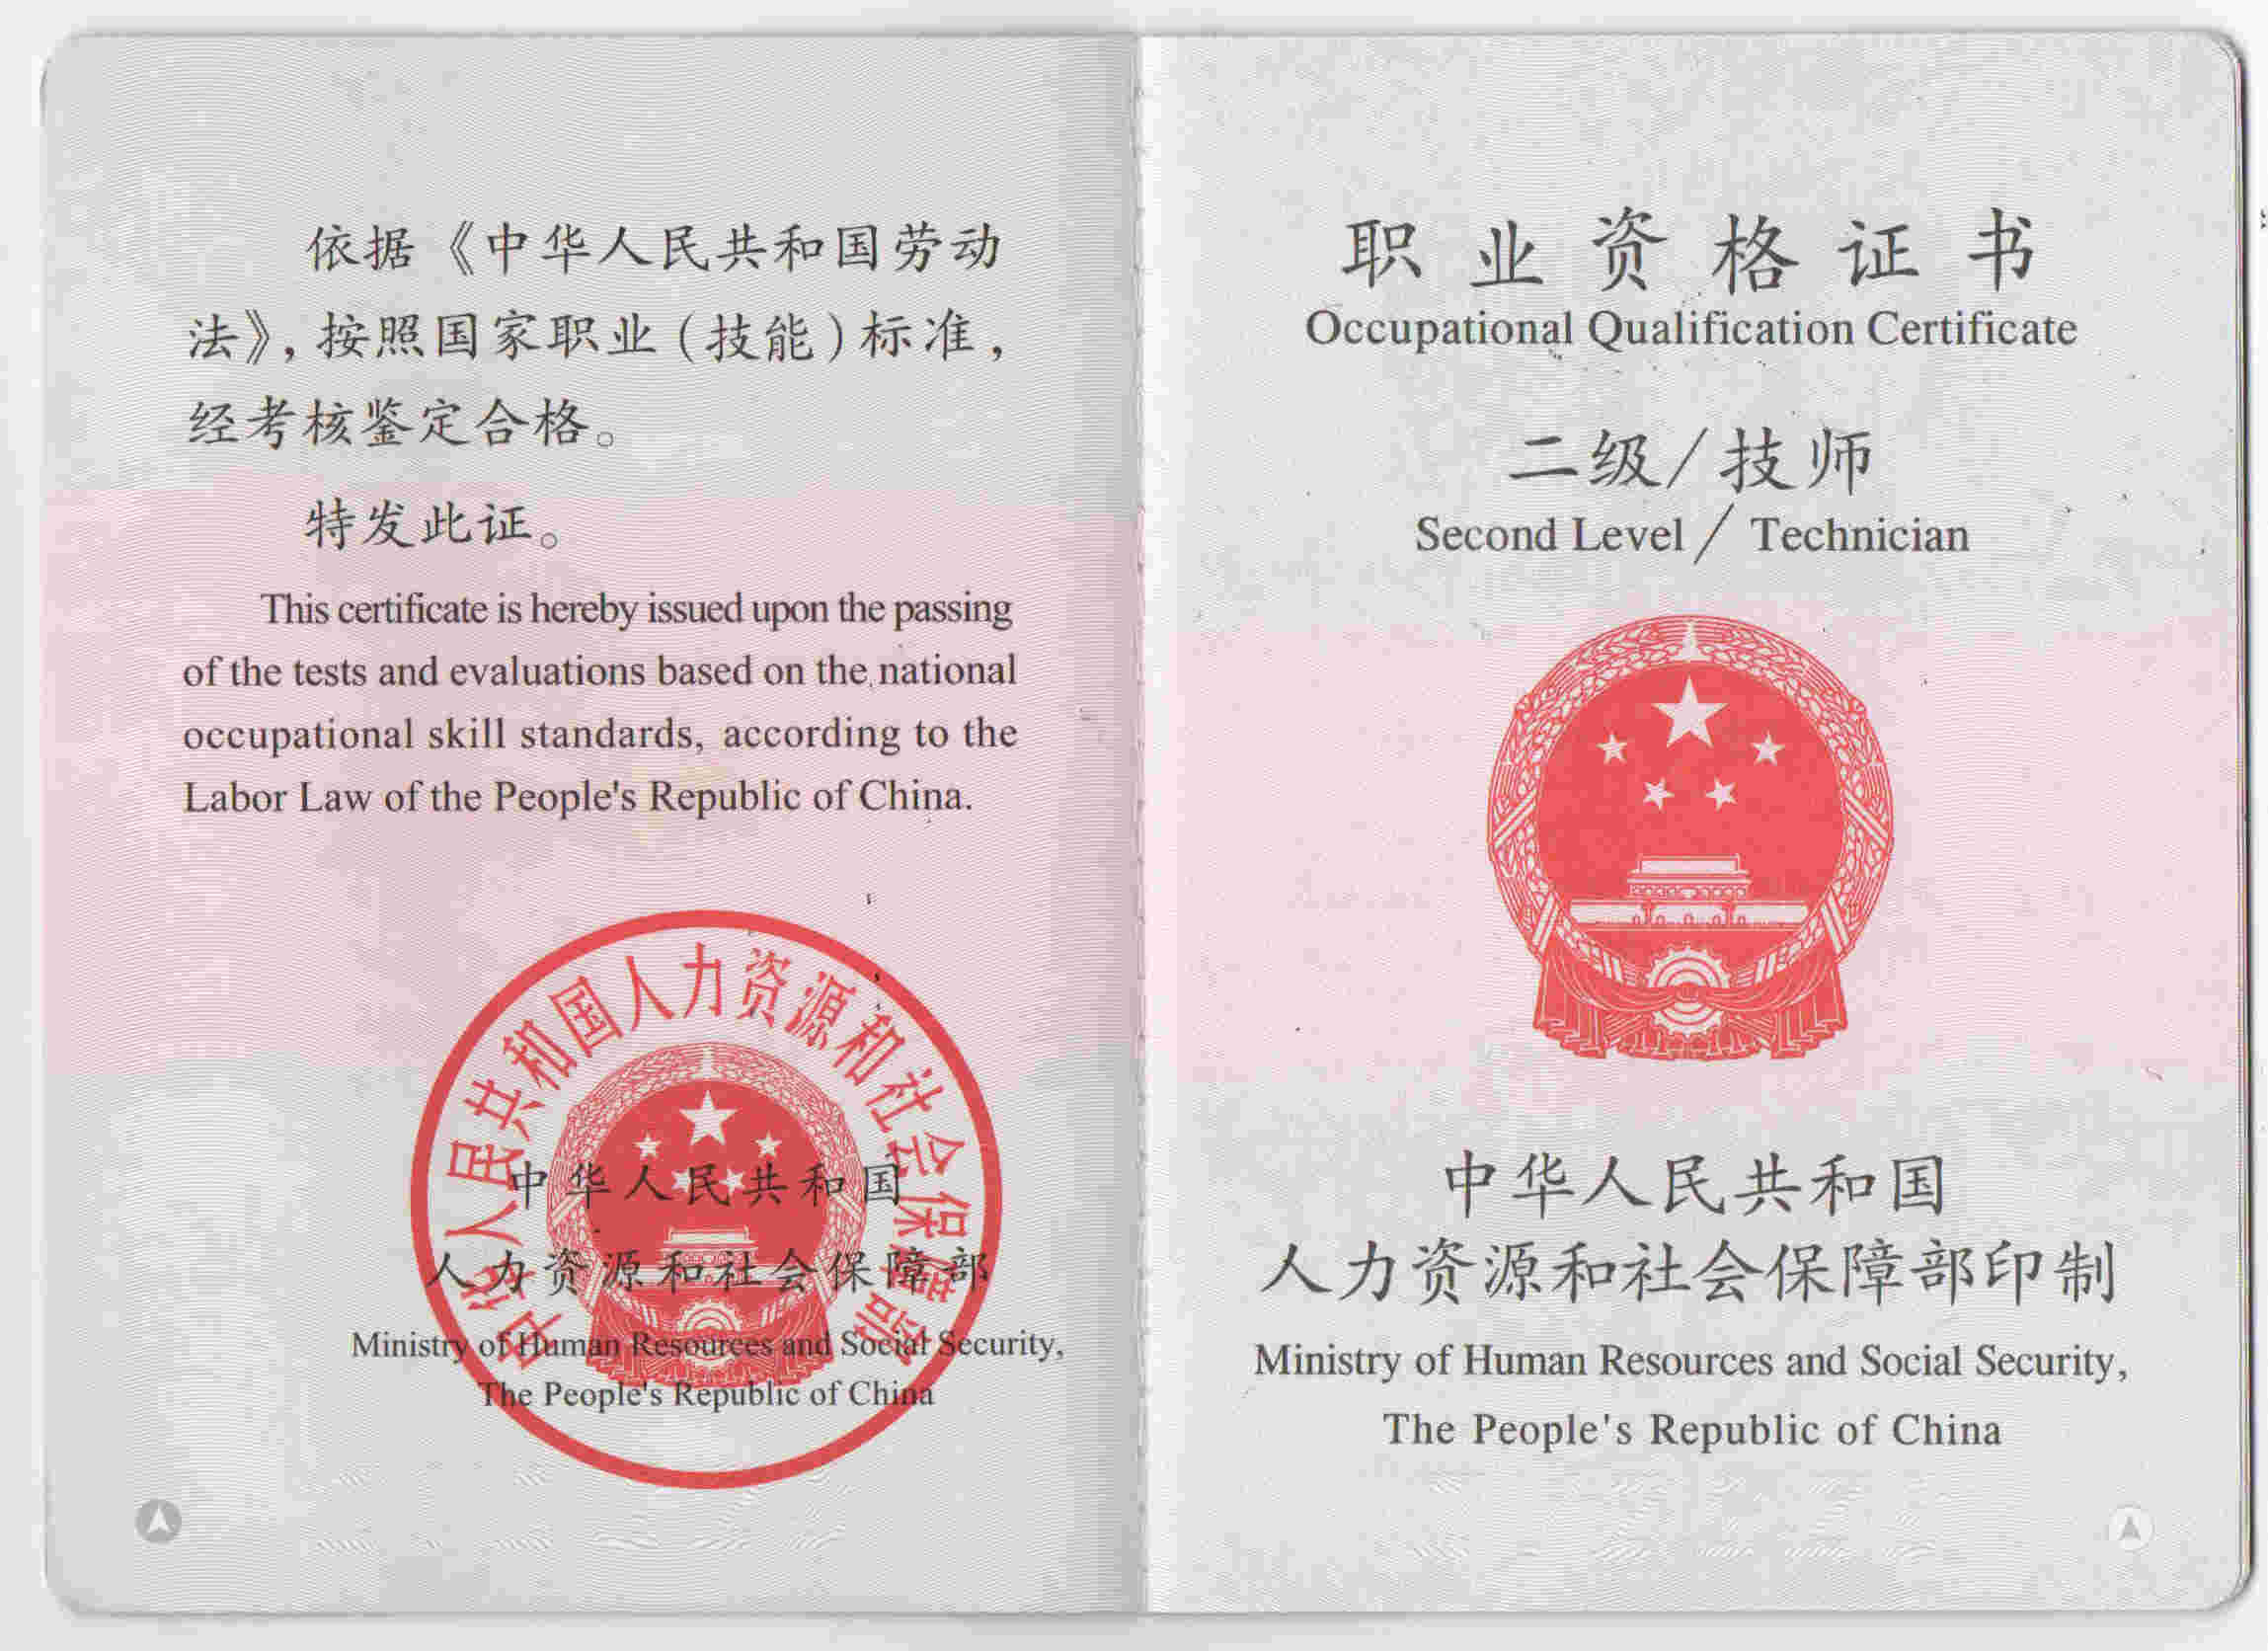 依据《中华人民共和国劳动
法》，按照国家职业（技能）标准，
经考核鉴定合格。
特发此证。
This certificate is hereby issued upon the passing
of the tests and evaluations based on the national
occupational skill standards, according to the
Labor Law of the People's Republic of China.
中华人民共和国人力资源和社会保障部
中华人民共和国
人力资源和社会保障部
Ministry of Human Resources and Social Security,
The People's Republic of China
职业资格证书
Occupational Qualification Certificate
二级/技师
Second Level / Technician
中华人民共和国
人力资源和社会保障部印制
Ministry of Human Resources and Social Security,
The People's Republic of China